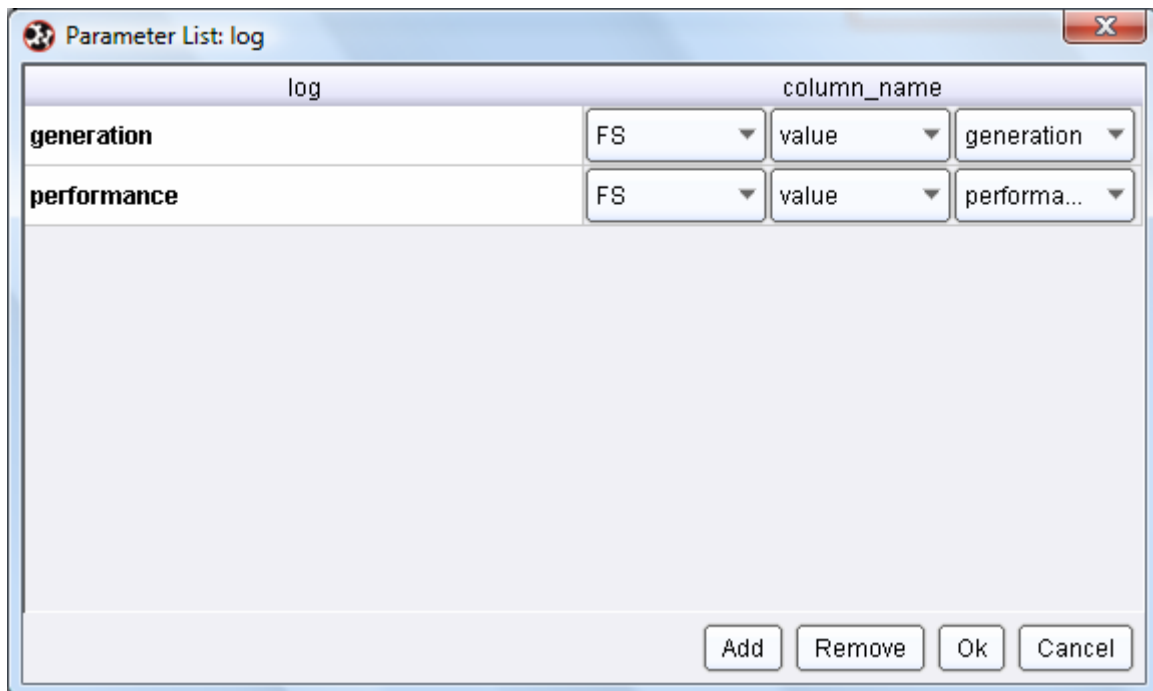 Parameter List: log
log column_name
generation FS value generation
performance FS value performa...
Add Remove Ok Cancel